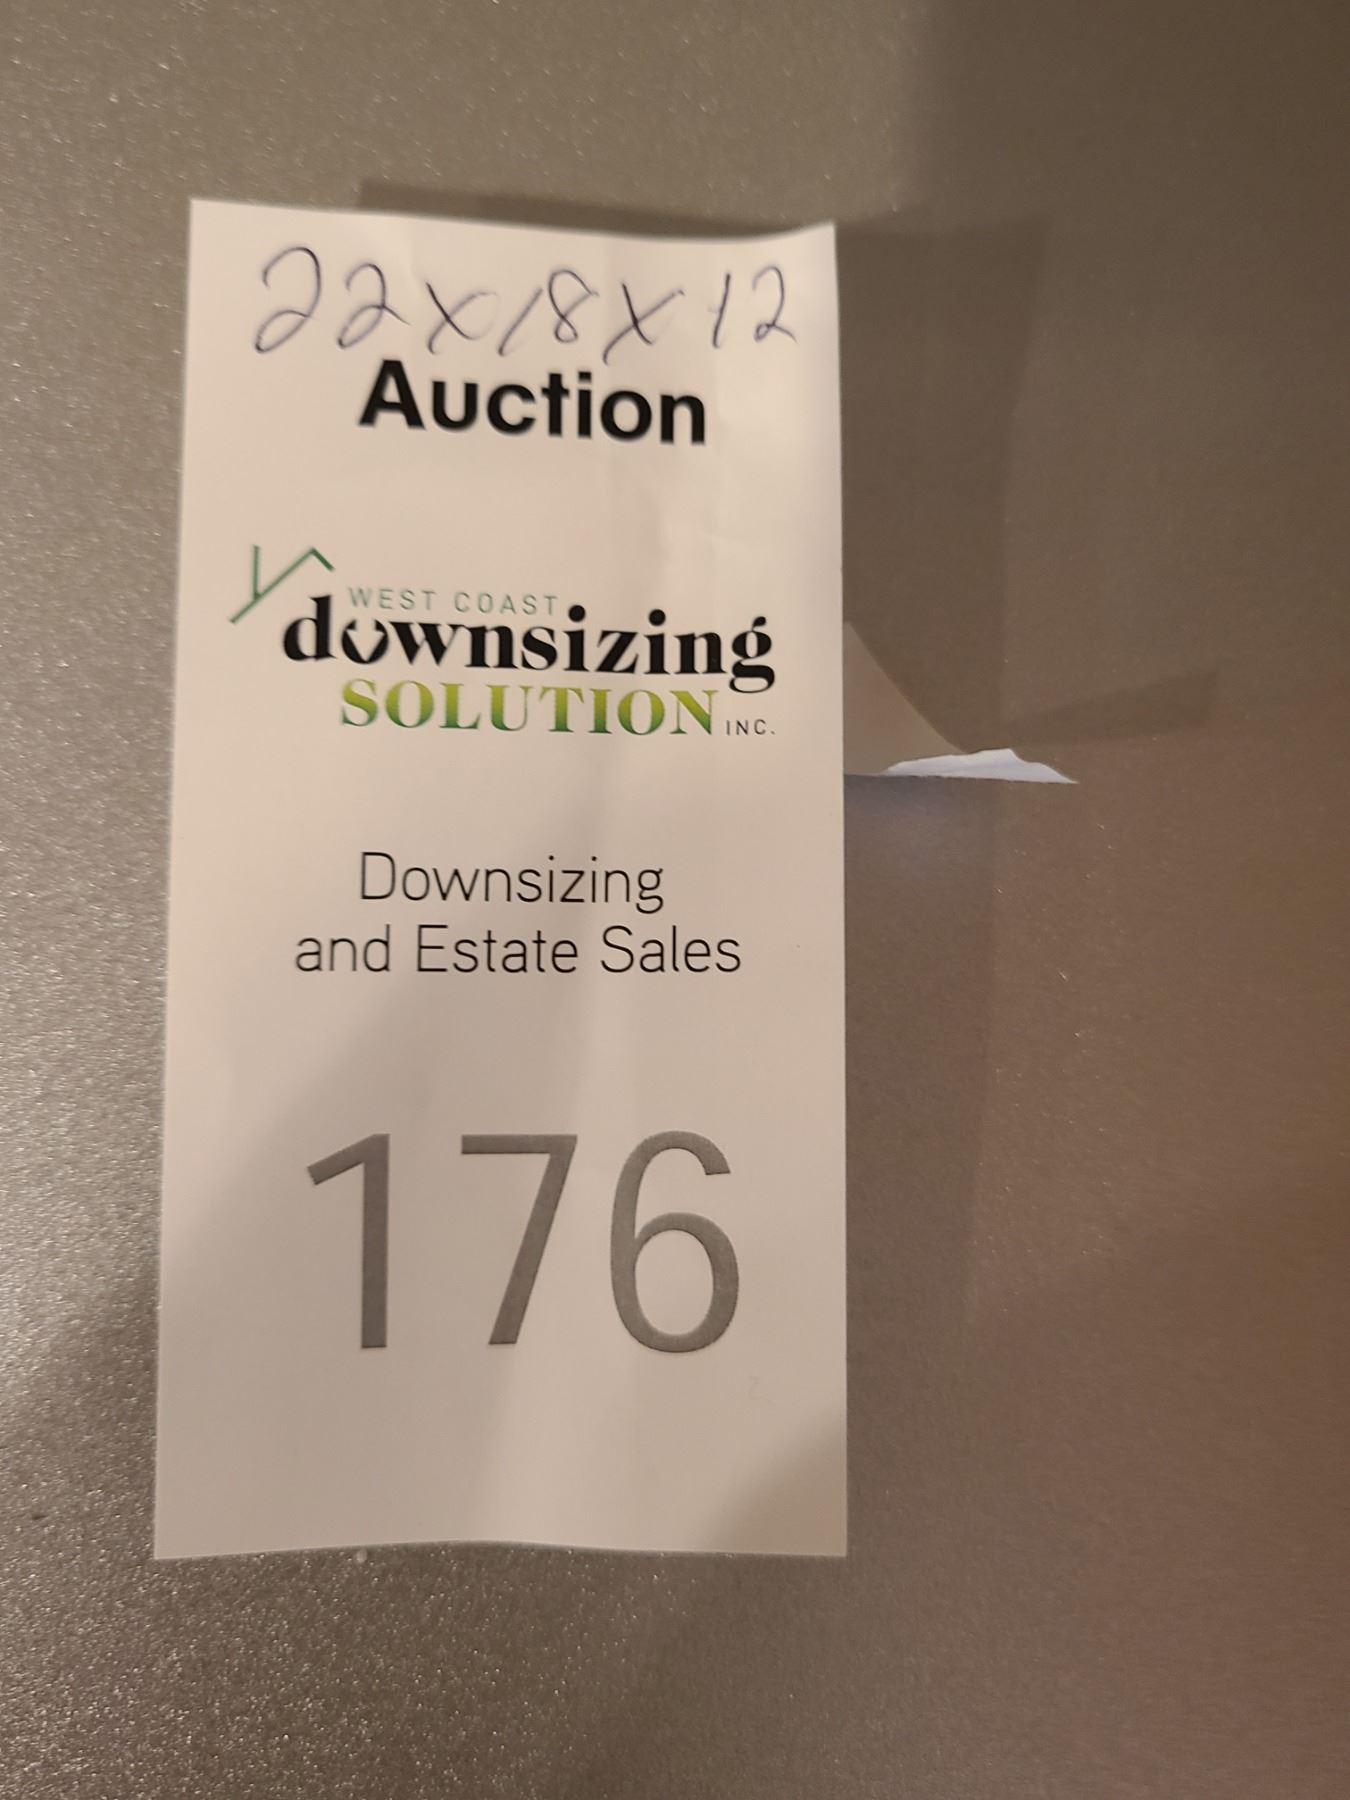 22x18x12
Auction
WEST COAST
downsizing
SOLUTION INC.
Downsizing
and Estate Sales
176